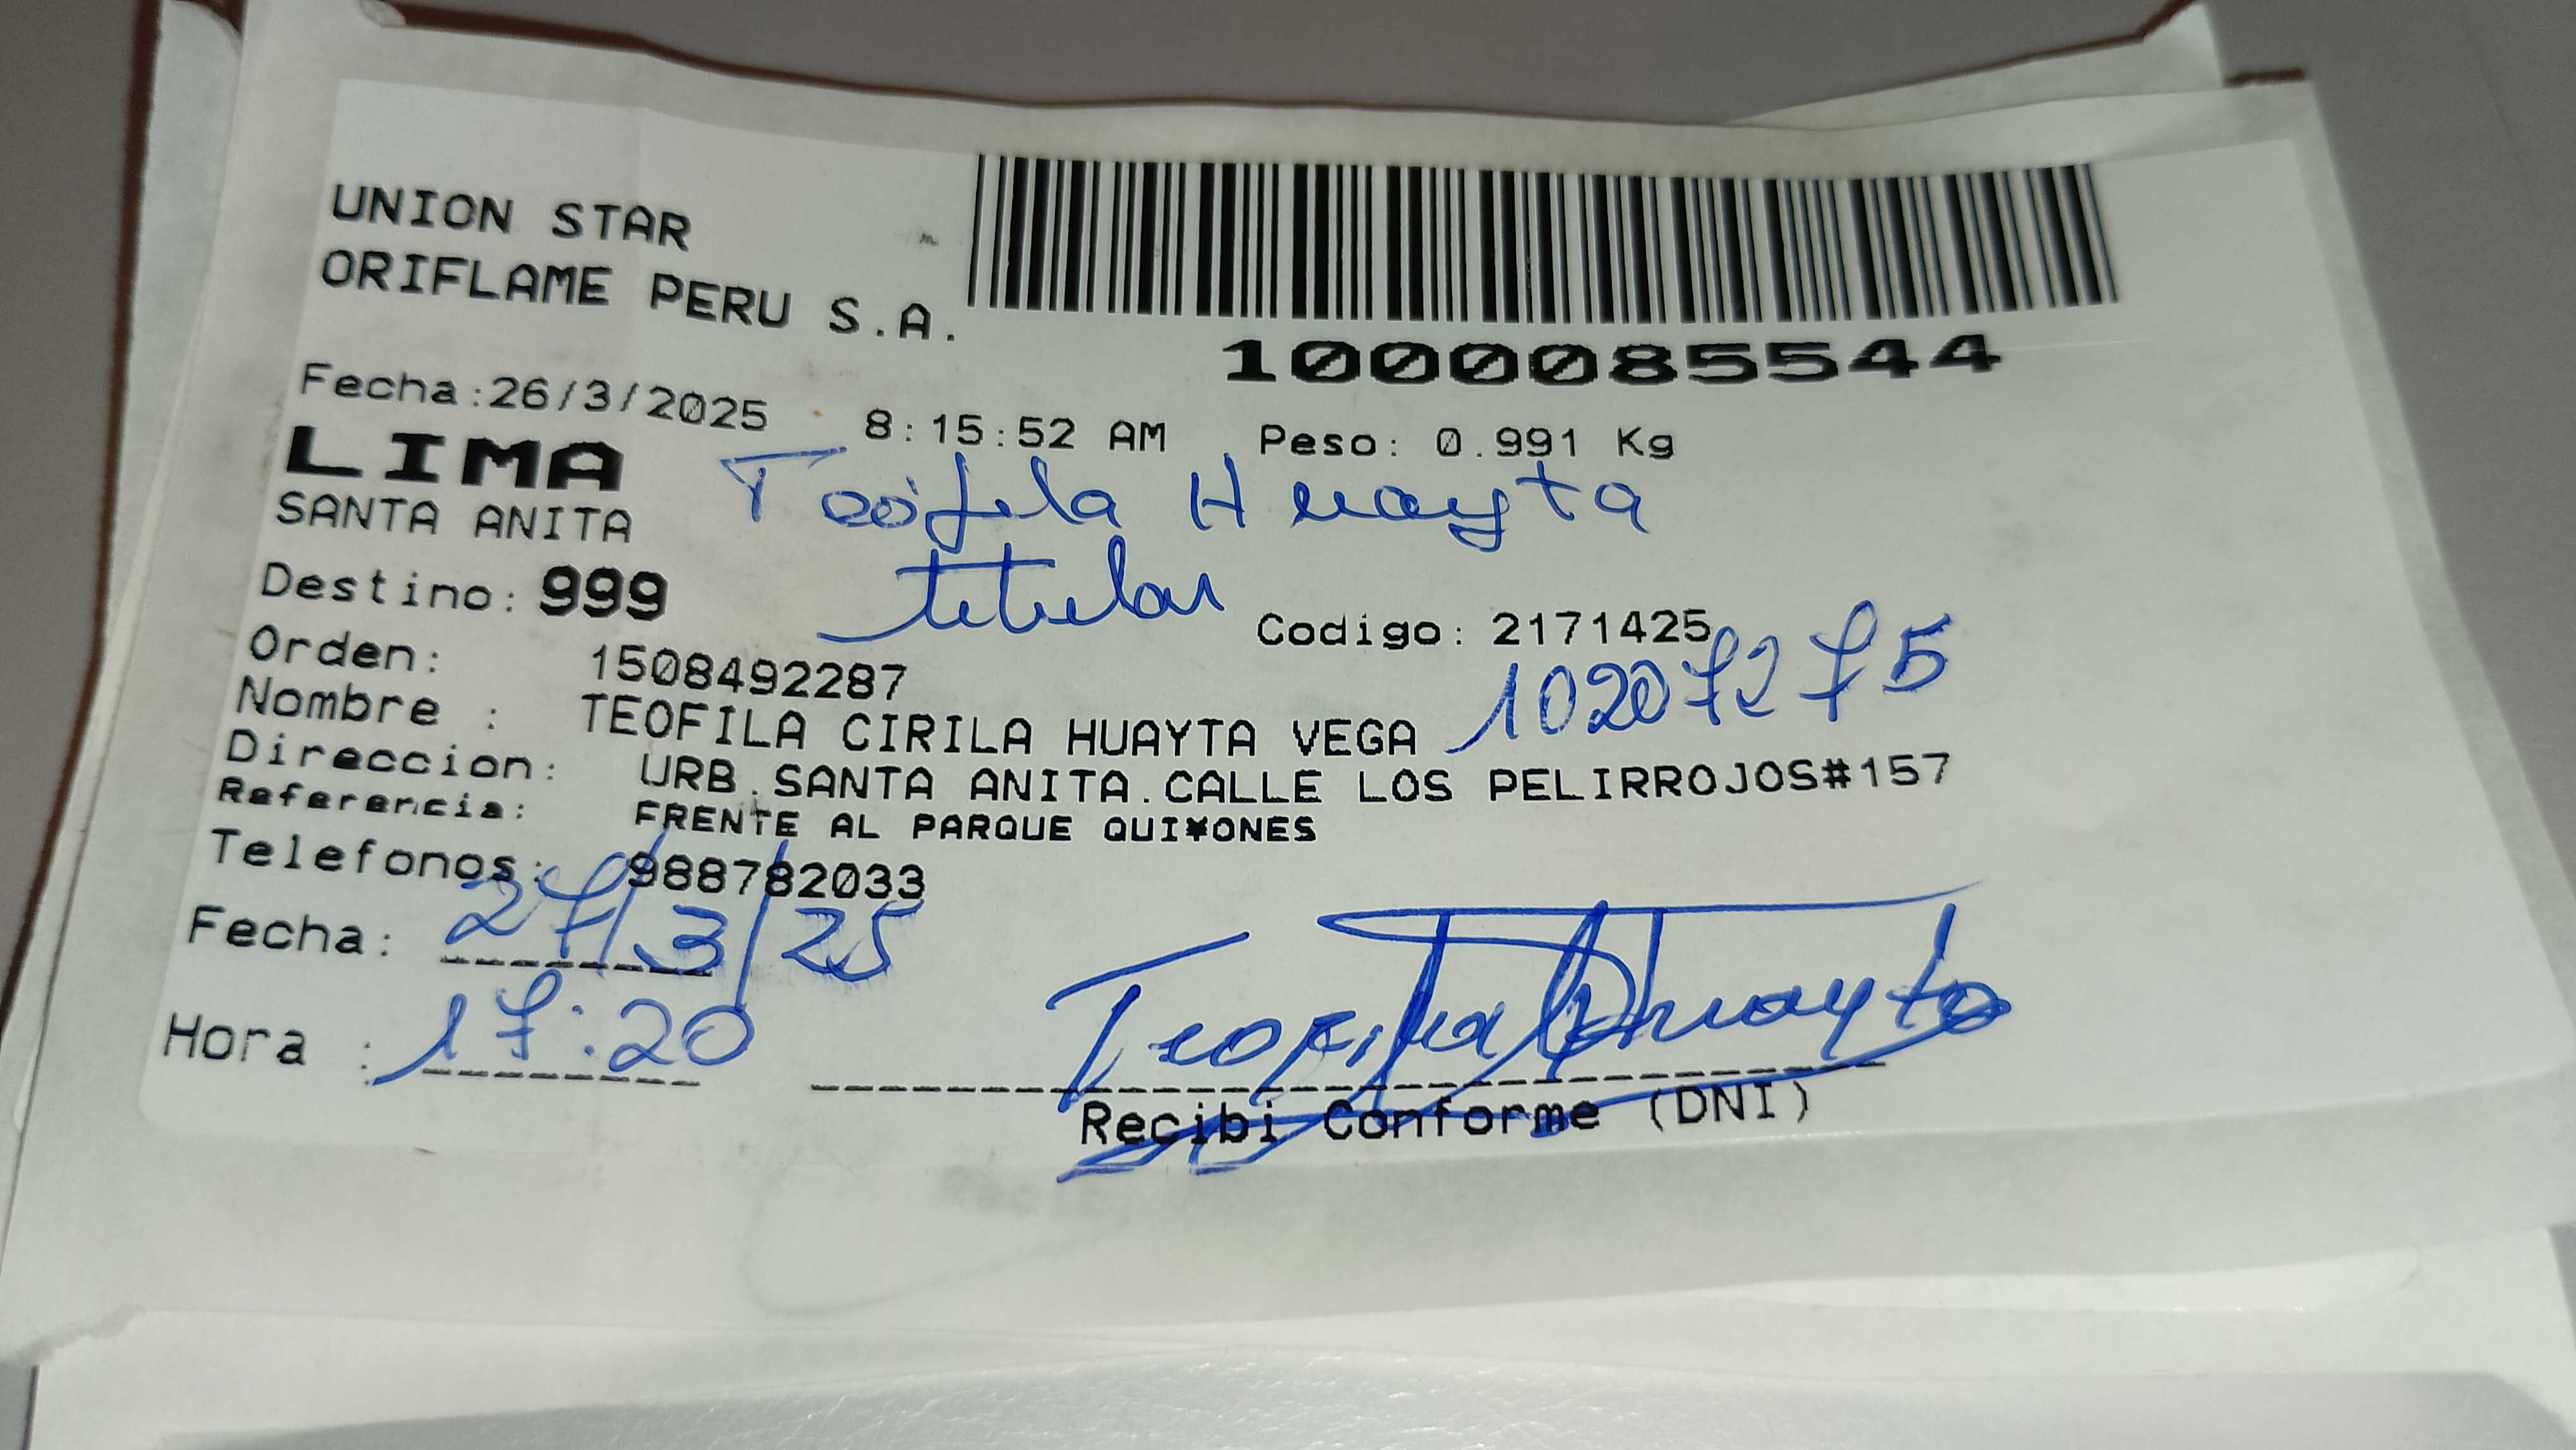 UNION STAR
ORIFLAME PERU S.A.
1000085544
Fecha:26/3/2025 8:15:52 AM Peso: 0.991 Kg
LIMA
Teófila Huayta
SANTA ANITA
titular
Destino: 999
Codigo: 2171425
Orden: 1508492287
10207275
Nombre : TEOFILA CIRILA HUAYTA VEGA
Direccion: URB.SANTA ANITA.CALLE LOS PELIRROJOS#157
Referencia: FRENTE AL PARQUE QUI¥ONES
Telefonos: 988782033
Fecha: 27/3/25
Hora : 17:20
Teofila Huayta
Recibi Conforme (DNI)